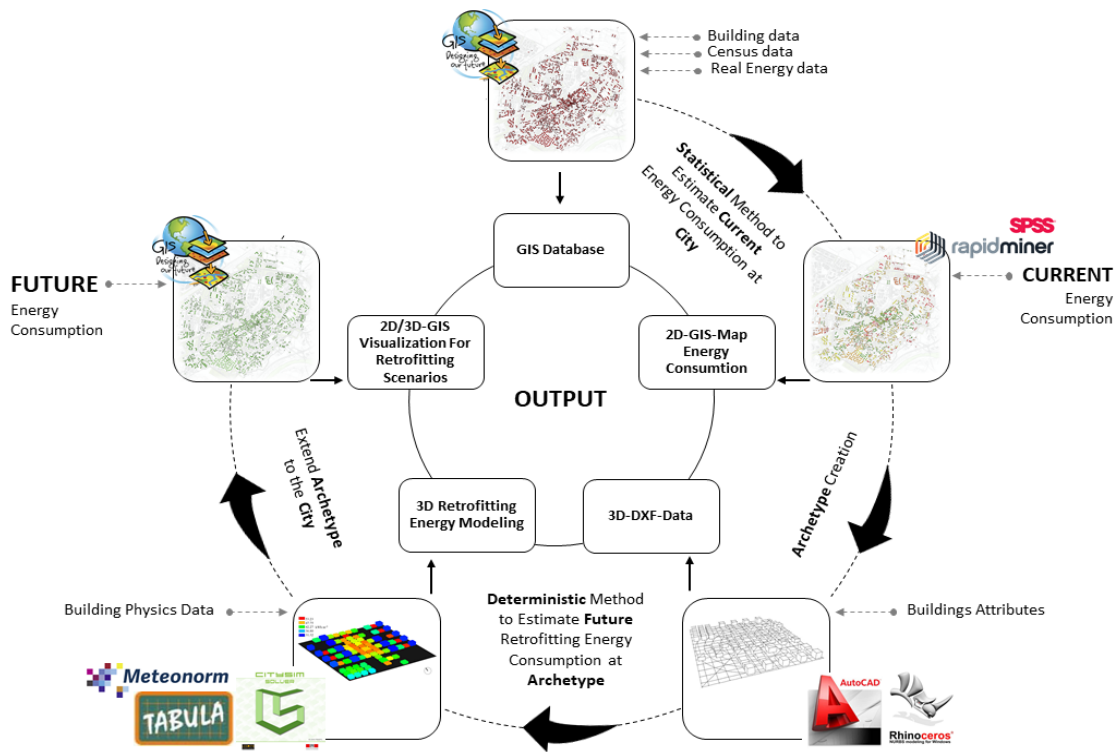 GIS
Designing
our future
Building data
Census data
Real Energy data
Statistical Method to
Estimate Current
Energy Consumption at
City
GIS Database
SPSS
rapidminer
GIS
Designing
our future
FUTURE
Energy
Consumption
CURRENT
Energy
Consumption
2D/3D-GIS
Visualization For
Retrofitting
Scenarios
2D-GIS-Map
Energy
Consumtion
OUTPUT
Extend Archetype
to the City
Archetype Creation
3D Retrofitting
Energy Modeling
3D-DXF-Data
Building Physics Data
Deterministic Method
to Estimate Future
Retrofitting Energy
Consumption at
Archetype
Buildings Attributes
Meteonorm
TABULA
CITYSIM
SOLVER
AutoCAD
Rhinoceros®
NURBS modeling for Windows